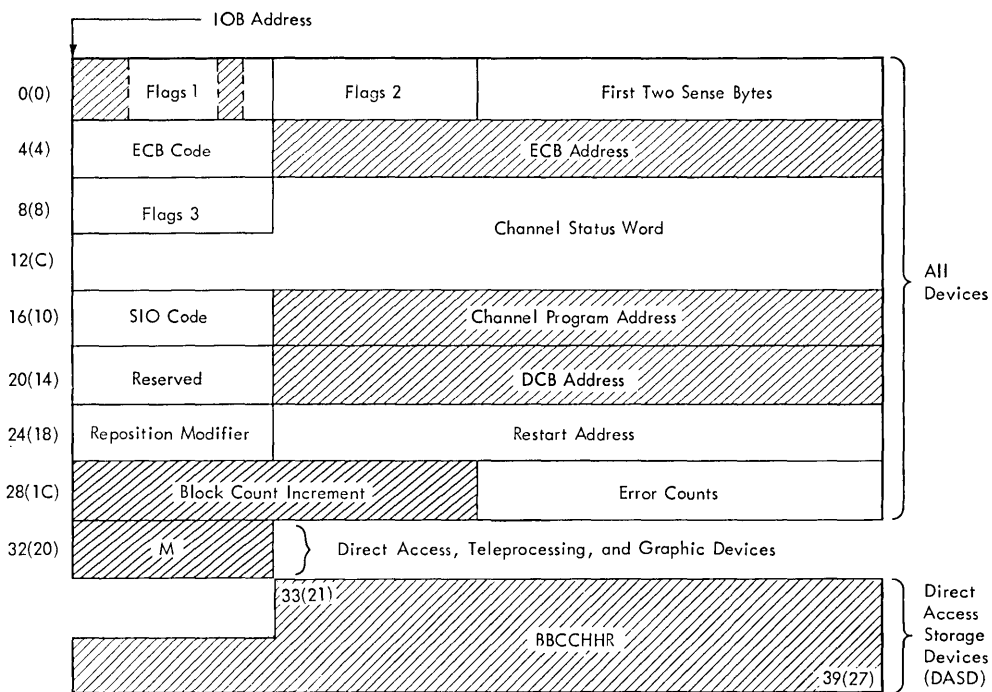 IOB Address
0(0) Flags 1 Flags 2 First Two Sense Bytes
4(4) ECB Code ECB Address
8(8) Flags 3
Channel Status Word
12(C)
All
Devices
16(10) SIO Code Channel Program Address
20(14) Reserved DCB Address
24(18) Reposition Modifier Restart Address
28(1C) Block Count Increment Error Counts
32(20) M Direct Access, Teleprocessing, and Graphic Devices
33(21)
BBCCHHR
39(27)
Direct
Access
Storage
Devices
(DASD)